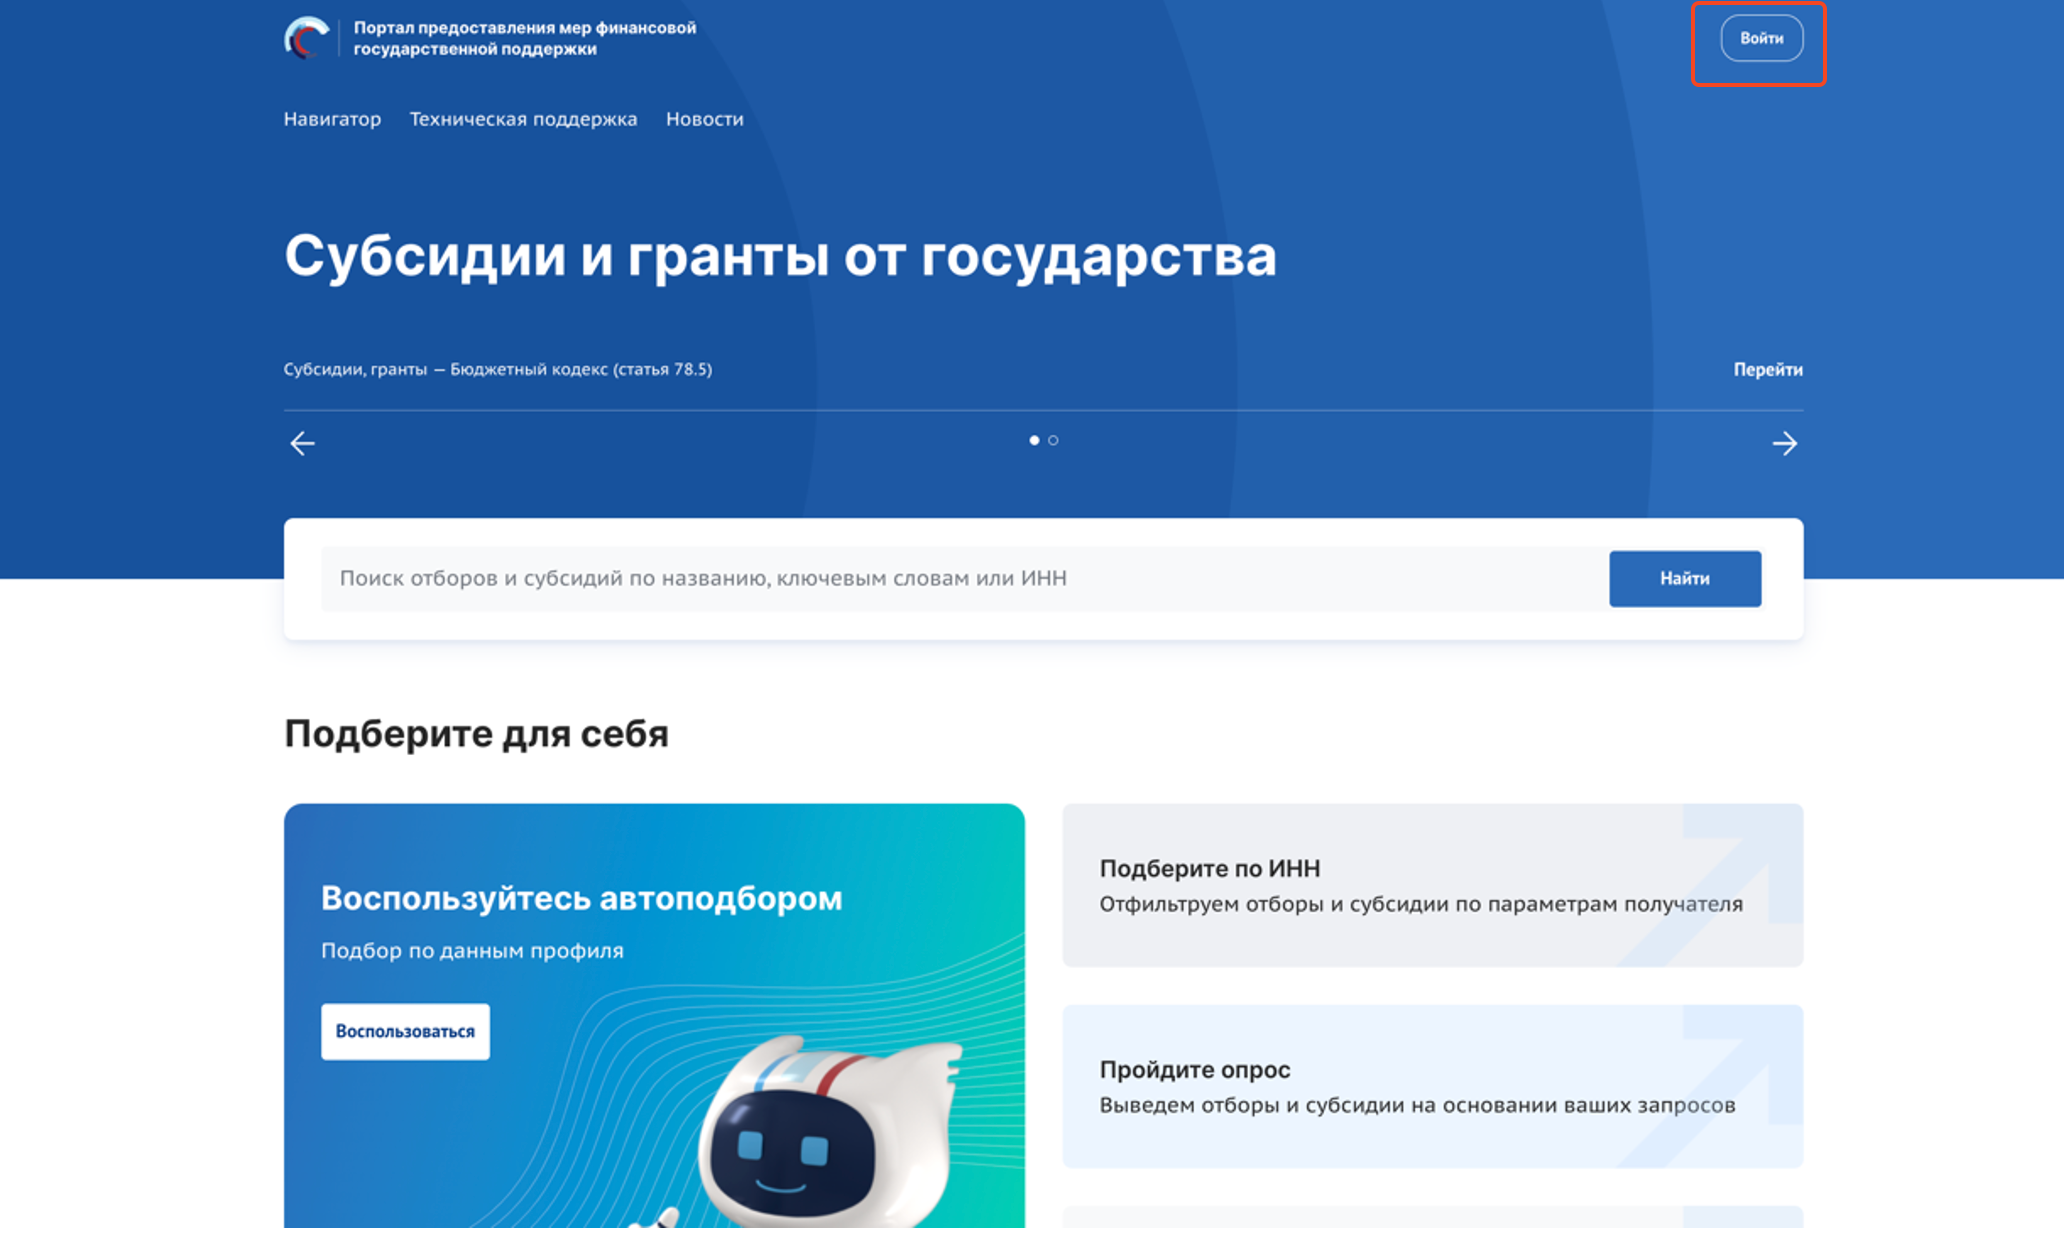 Портал предоставления мер финансовой
государственной поддержки
Войти
Навигатор Техническая поддержка Новости
Субсидии и гранты от государства
Субсидии, гранты — Бюджетный кодекс (статья 78.5)
Перейти
Поиск отборов и субсидий по названию, ключевым словам или ИНН
Найти
Подберите для себя
Воспользуйтесь автоподбором
Подбор по данным профиля
Воспользоваться
Подберите по ИНН
Отфильтруем отборы и субсидии по параметрам получателя
Пройдите опрос
Выведем отборы и субсидии на основании ваших запросов